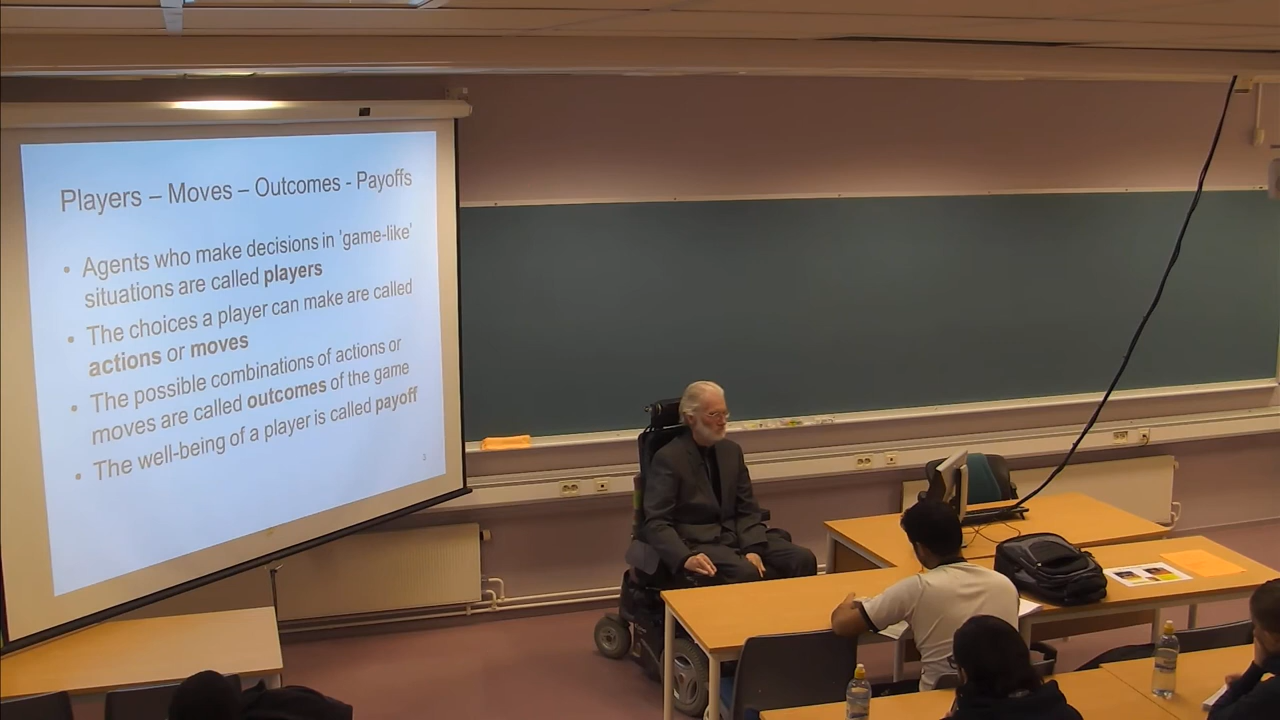 Players – Moves – Outcomes - Payoffs
• Agents who make decisions in 'game-like'
situations are called players
• The choices a player can make are called
actions or moves
• The possible combinations of actions or
moves are called outcomes of the game
• The well-being of a player is called payoff